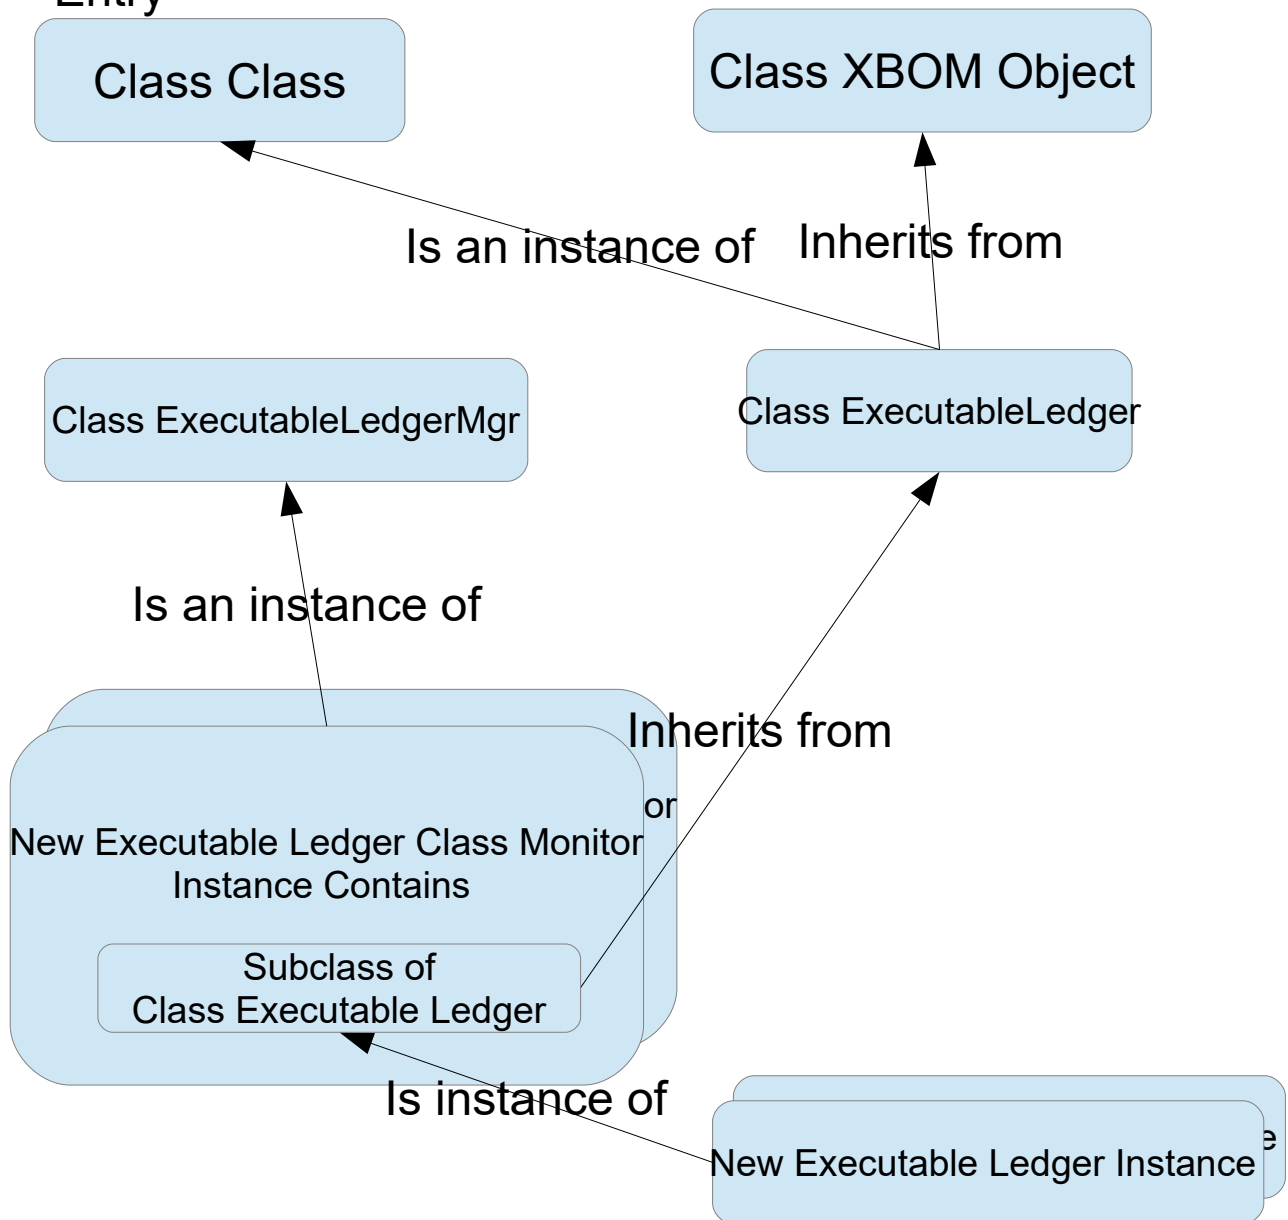 Entry
Class Class
Class XBOM Object
Is an instance of
Inherits from
Class ExecutableLedgerMgr
Class ExecutableLedger
Is an instance of
Inherits from
or
New Executable Ledger Class Monitor
Instance Contains
Subclass of
Class Executable Ledger
Is instance of
e
New Executable Ledger Instance